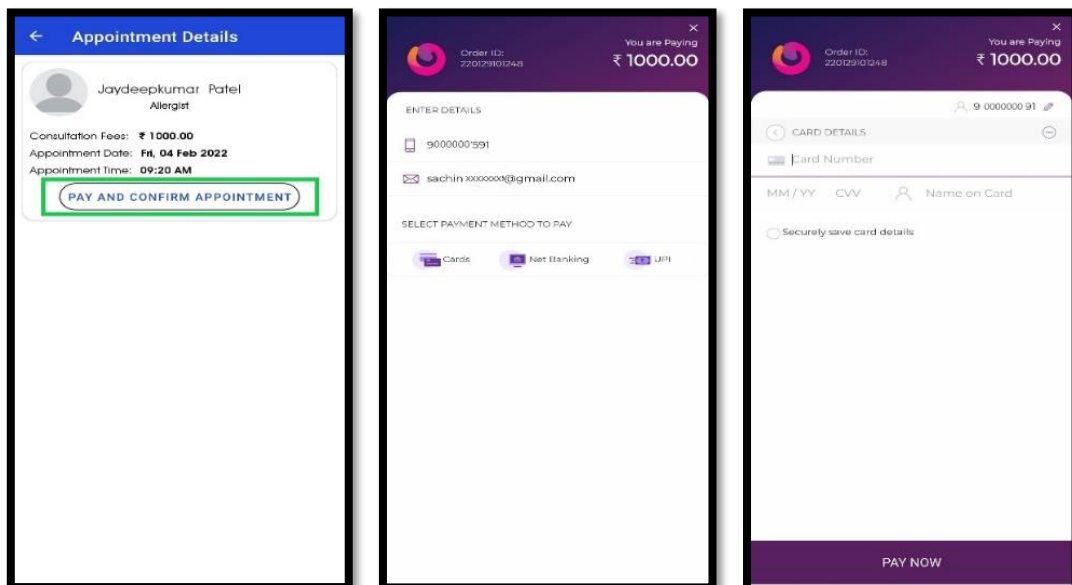 Appointment Details
Jaydeepkumar Patel
Allergist
Consultation Fees: ₹ 1000.00
Appointment Date: Fri, 04 Feb 2022
Appointment Time: 09:20 AM
PAY AND CONFIRM APPOINTMENT
You are Paying
Order ID:
₹ 1000.00
220129101248
ENTER DETAILS
9000000'591
sachin xxxxxxx@gmail.com
SELECT PAYMENT METHOD TO PAY
Cards Net Banking UPI
You are Paying
Order ID:
₹ 1000.00
220129101248
9 0000000 91
CARD DETAILS
Card Number
MM / YY CVV Name on Card
Securely save card details
PAY NOW